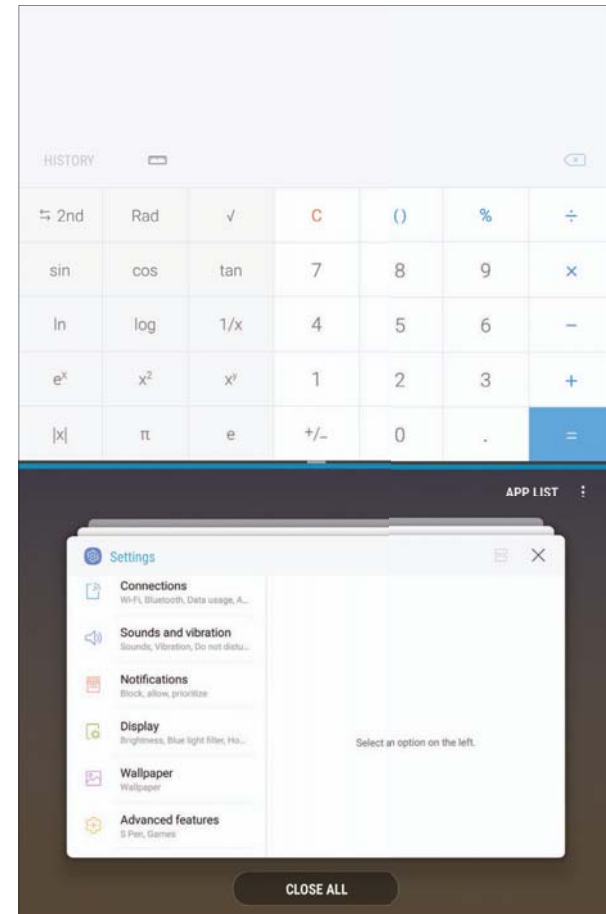 HISTORY
⇆ 2nd Rad √ C () % ÷
sin cos tan 7 8 9 ×
ln log 1/x 4 5 6 −
eˣ x² xʸ 1 2 3 +
|x| π e +/− 0 . =
APP LIST
Settings
Connections
Wi-Fi, Bluetooth, Data usage, A...
Sounds and vibration
Sounds, Vibration, Do not distu...
Notifications
Block, allow, prioritize
Display
Brightness, Blue light filter, Ho...
Select an option on the left.
Wallpaper
Wallpaper
Advanced features
S Pen, Games
CLOSE ALL